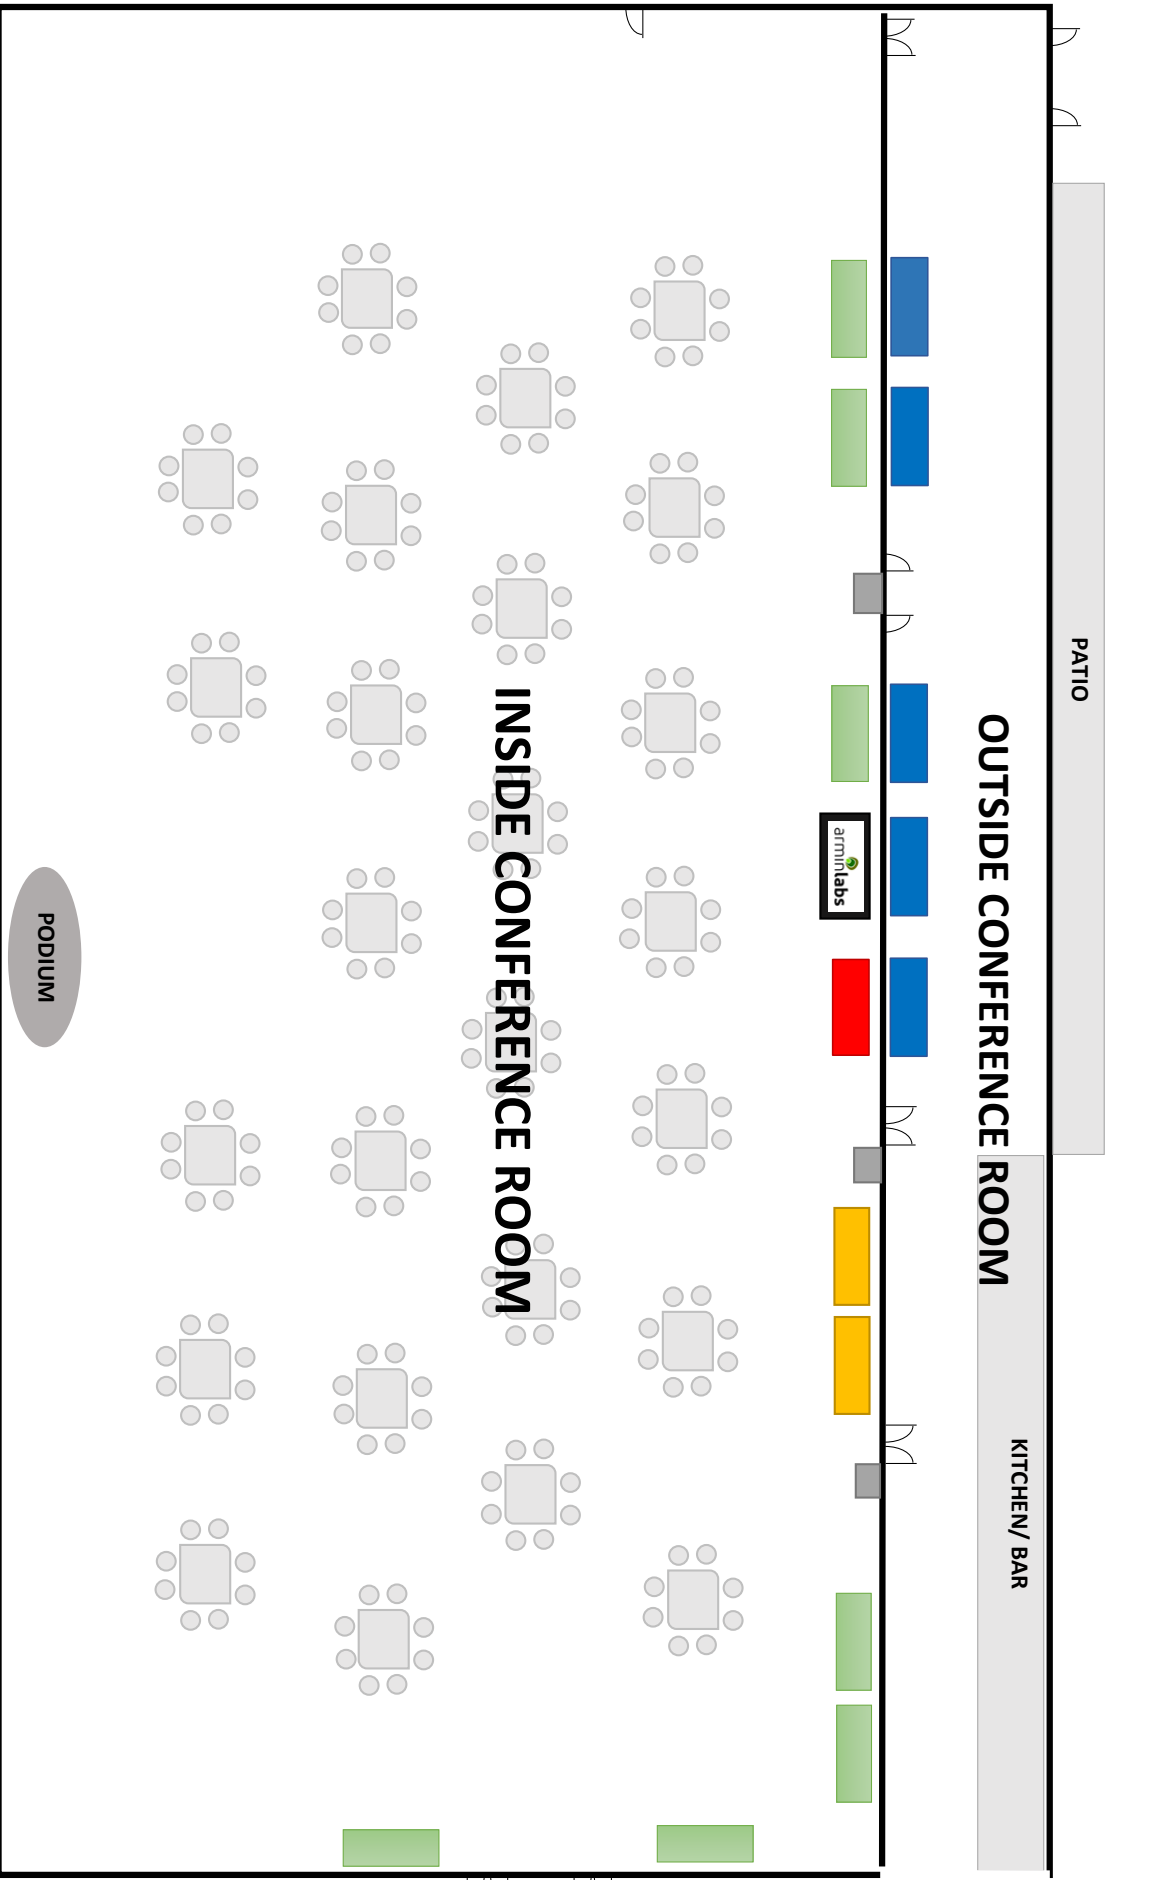 PATIO
OUTSIDE CONFERENCE ROOM
KITCHEN/ BAR
arminlabs
INSIDE CONFERENCE ROOM
PODIUM